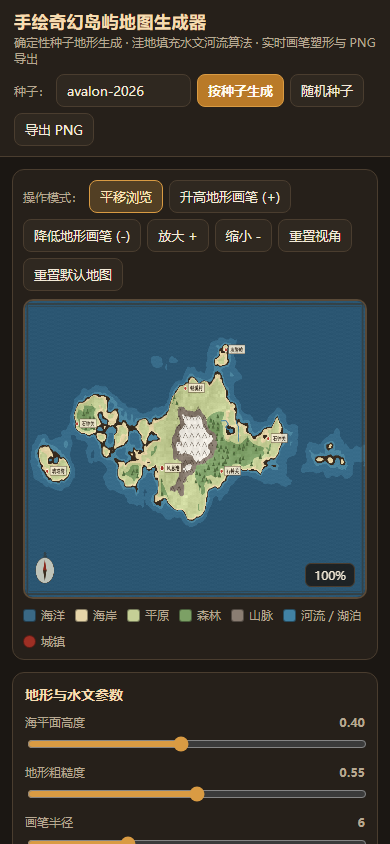 手绘奇幻岛屿地图生成器
确定性种子地形生成 · 洼地填充水文河流算法 · 实时画笔塑形与 PNG
导出
种子: avalon-2026 按种子生成 随机种子
导出 PNG
操作模式: 平移浏览 升高地形画笔 (+)
降低地形画笔 (-) 放大 + 缩小 - 重置视角
重置默认地图
100%
海洋 海岸 平原 森林 山脉 河流 / 湖泊
城镇
地形与水文参数
海平面高度 0.40
地形粗糙度 0.55
画笔半径 6